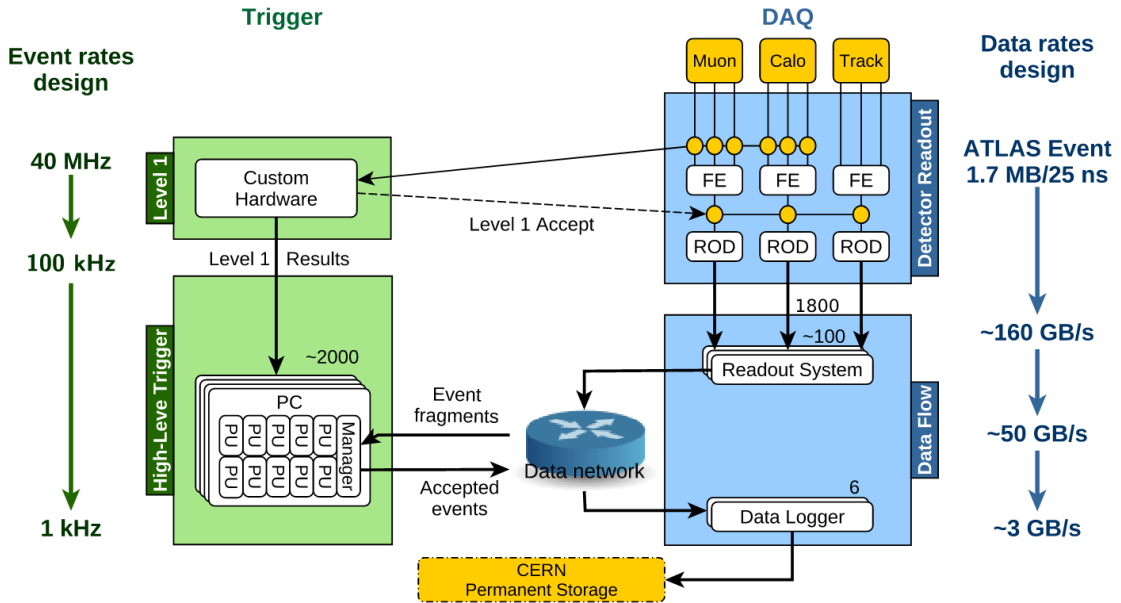 Trigger
DAQ
Event rates
design
Data rates
design
Muon
Calo
Track
40 MHz
Level 1
Custom
Hardware
FE
FE
FE
Detector Readout
ATLAS Event
1.7 MB/25 ns
Level 1 Accept
ROD
ROD
ROD
100 kHz
Level 1 Results
1800
~160 GB/s
~100
Readout System
High-Leve Trigger
~2000
PC
PU PU PU PU PU
PU PU PU PU PU
Manager
Event
fragments
Data network
Accepted
events
Data Flow
~50 GB/s
6
Data Logger
1 kHz
~3 GB/s
CERN
Permanent Storage